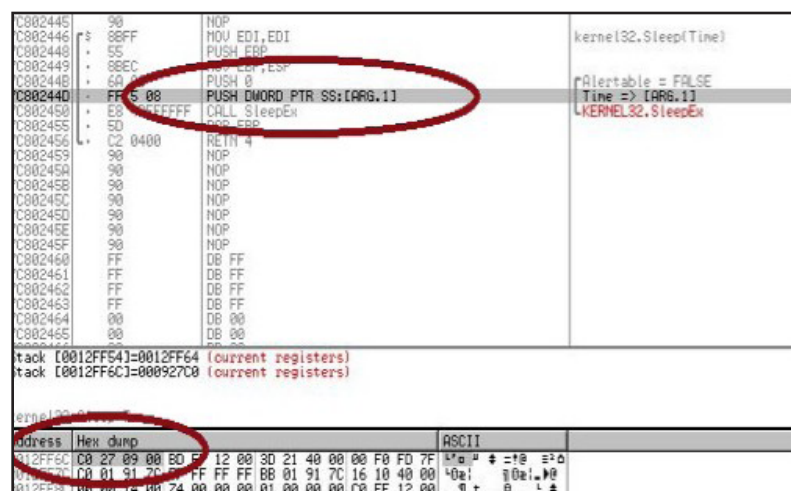 7C802445 90 NOP
7C802446 $ 8BFF MOV EDI,EDI kernel32.Sleep(Time)
7C802448 . 55 PUSH EBP
7C802449 . 8BEC MOV EBP,ESP
7C80244B . 6A PUSH 0 Alertable = FALSE
7C80244D . FF 5 08 PUSH DWORD PTR SS:[ARG.1] Time => [ARG.1]
7C802450 . E8 FFFFFF CALL SleepEx KERNEL32.SleepEx
7C802455 . 5D POP EBP
7C802456 . C2 0400 RETN 4
7C802459 90 NOP
7C80245A 90 NOP
7C80245B 90 NOP
7C80245C 90 NOP
7C80245D 90 NOP
7C80245E 90 NOP
7C80245F 90 NOP
7C802460 FF DB FF
7C802461 FF DB FF
7C802462 FF DB FF
7C802463 FF DB FF
7C802464 00 DB 00
7C802465 00 DB 00
Stack [0012FF54]=0012FF64 (current registers)
Stack [0012FF6C]=000927C0 (current registers)
Address Hex dump ASCII
0012FF6C C0 27 09 00 BD 12 00 3D 21 40 00 00 F0 FD 7F
C0 01 91 7C FF FF FF BB 01 91 7C 16 10 40 00